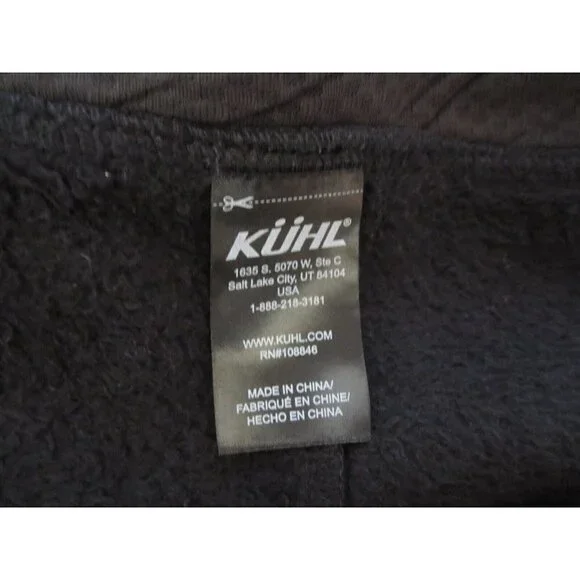 KÜHL®
1635 S. 5070 W, Ste C
Salt Lake City, UT 84104
USA
1-888-218-3181
WWW.KUHL.COM
RN#108846
MADE IN CHINA/
FABRIQUÉ EN CHINE/
HECHO EN CHINA